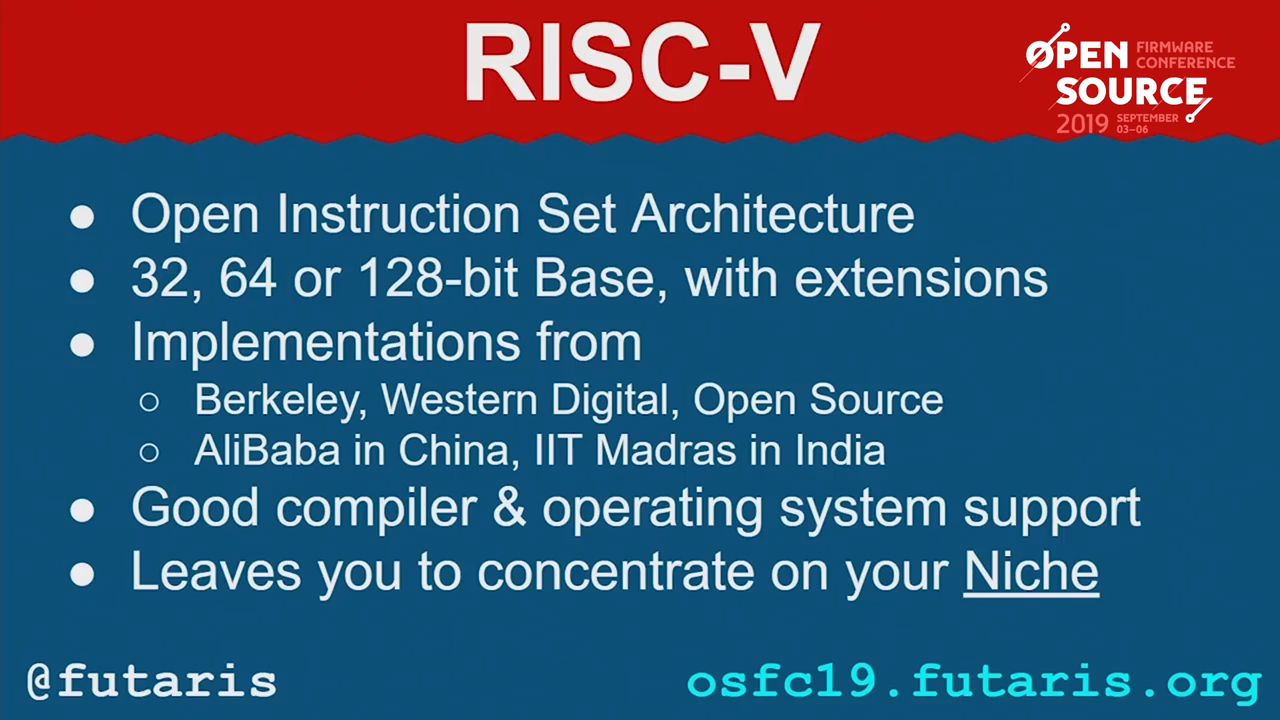 RISC-V
OPEN FIRMWARE
CONFERENCE
SOURCE
2019 SEPTEMBER
03–06
● Open Instruction Set Architecture
● 32, 64 or 128-bit Base, with extensions
● Implementations from
○ Berkeley, Western Digital, Open Source
○ AliBaba in China, IIT Madras in India
● Good compiler & operating system support
● Leaves you to concentrate on your Niche
@futaris
osfc19.futaris.org